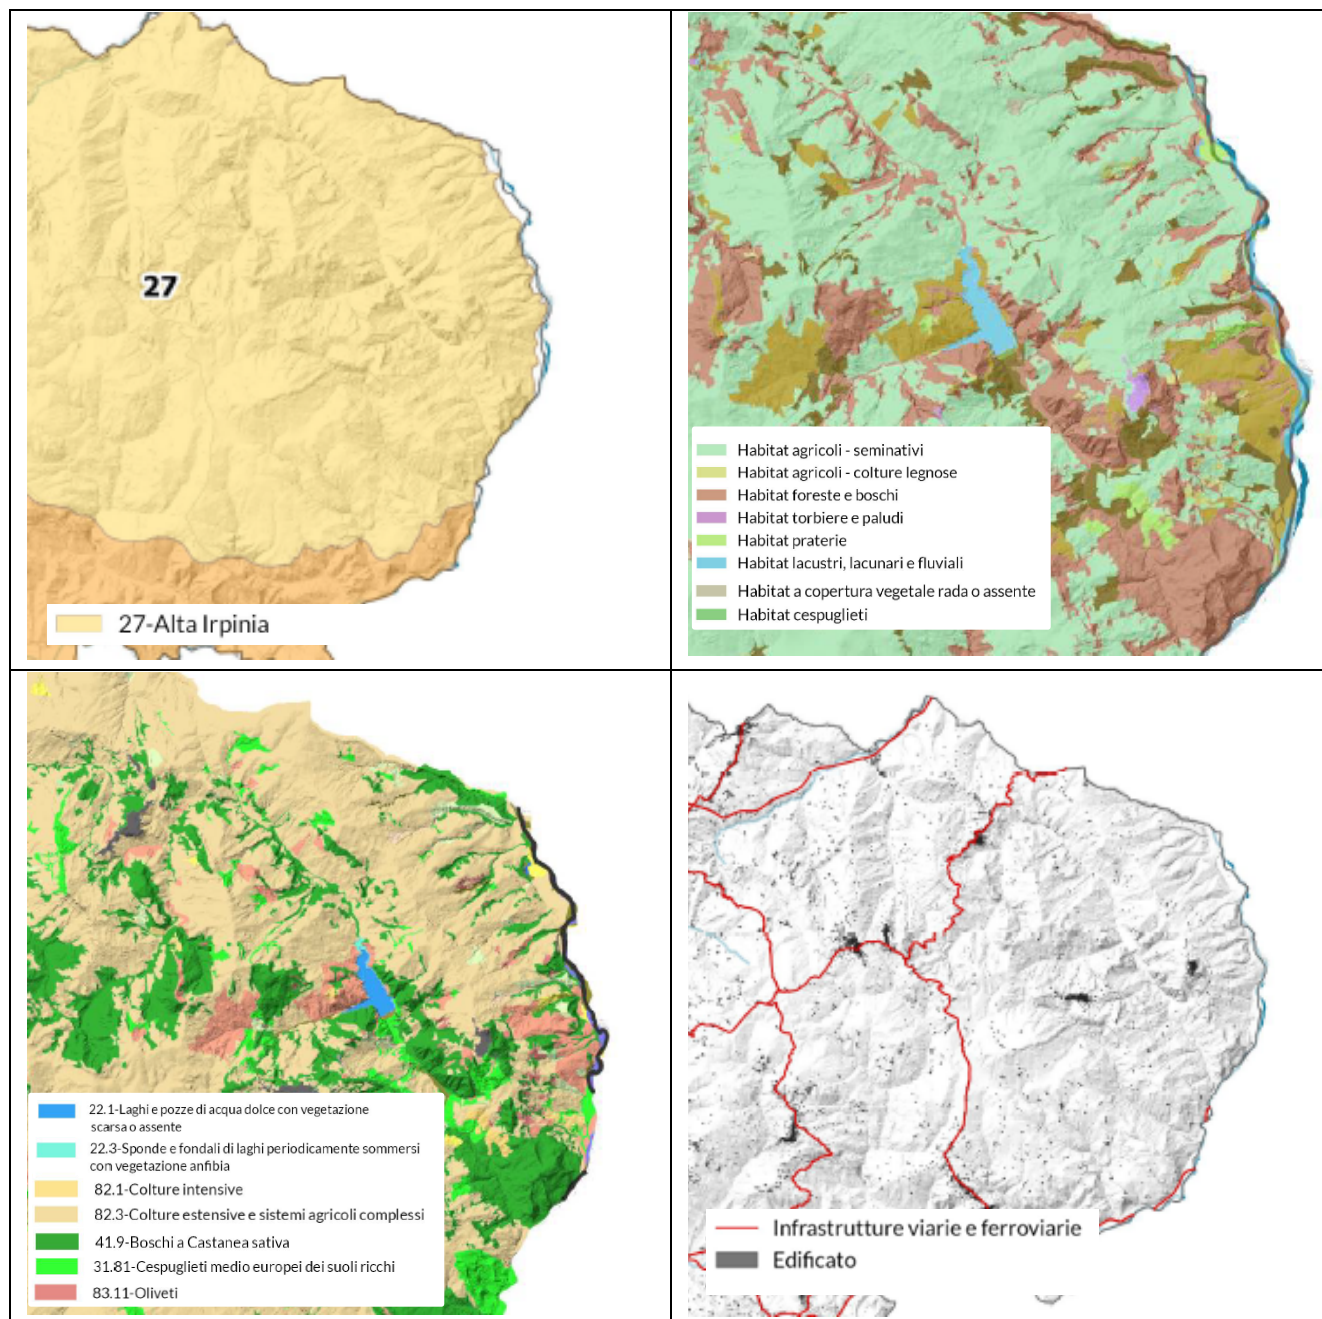 27
27-Alta Irpinia
Habitat agricoli - seminativi
Habitat agricoli - colture legnose
Habitat foreste e boschi
Habitat torbiere e paludi
Habitat praterie
Habitat lacustri, lacunari e fluviali
Habitat a copertura vegetale rada o assente
Habitat cespuglieti
22.1-Laghi e pozze di acqua dolce con vegetazione
scarsa o assente
22.3-Sponde e fondali di laghi periodicamente sommersi
con vegetazione anfibia
82.1-Colture intensive
82.3-Colture estensive e sistemi agricoli complessi
41.9-Boschi a Castanea sativa
31.81-Cespuglieti medio europei dei suoli ricchi
83.11-Oliveti
Infrastrutture viarie e ferroviarie
Edificato